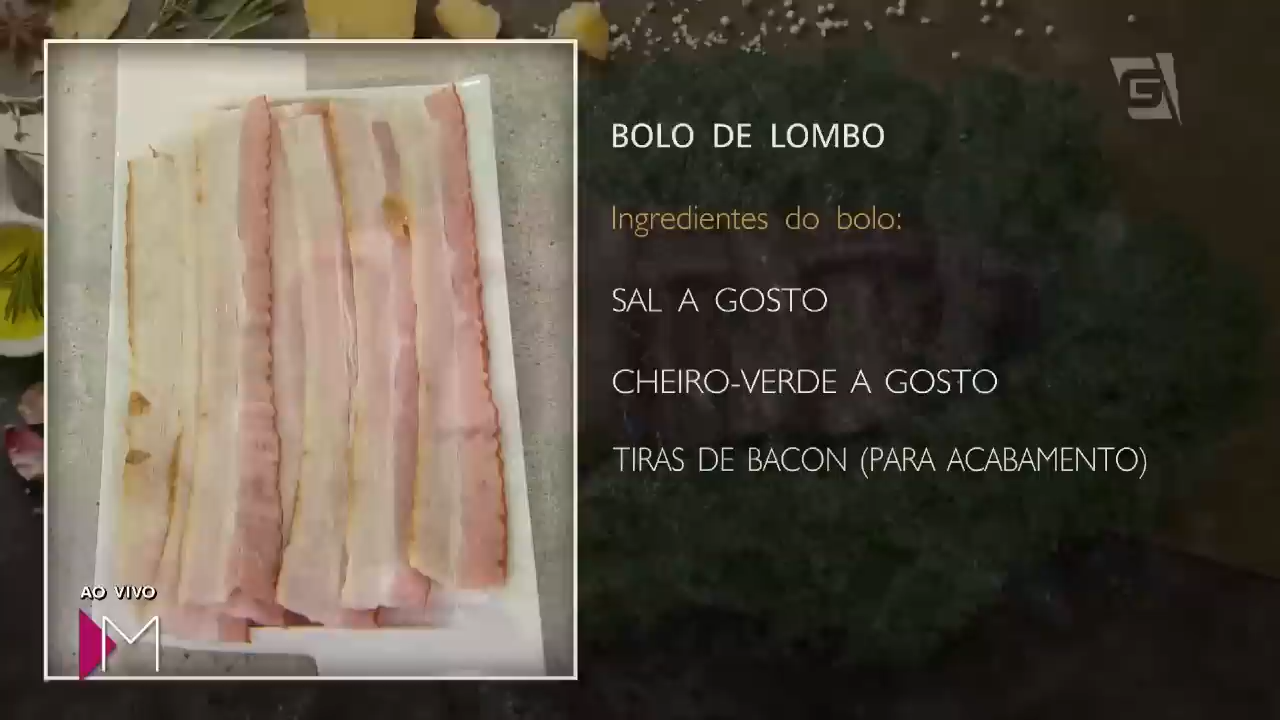 BOLO DE LOMBO
Ingredientes do bolo:
SAL A GOSTO
CHEIRO-VERDE A GOSTO
TIRAS DE BACON (PARA ACABAMENTO)
AO VIVO
M
G